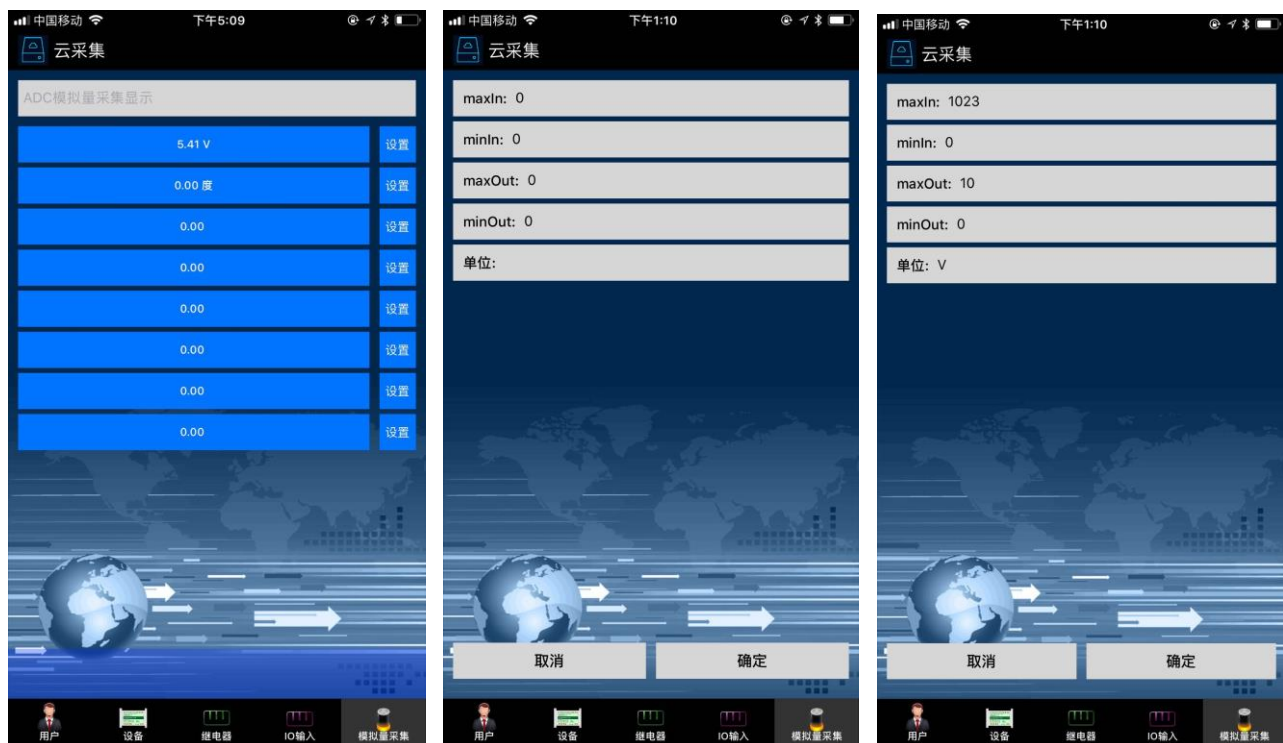 中国移动 下午5:09
云采集
ADC模拟量采集显示
5.41 V 设置
0.00 度 设置
0.00 设置
0.00 设置
0.00 设置
0.00 设置
0.00 设置
0.00 设置
用户 设备 继电器 IO输入 模拟量采集
中国移动 下午1:10
云采集
maxIn: 0
minIn: 0
maxOut: 0
minOut: 0
单位:
取消 确定
用户 设备 继电器 IO输入 模拟量采集
中国移动 下午1:10
云采集
maxIn: 1023
minIn: 0
maxOut: 10
minOut: 0
单位: V
取消 确定
用户 设备 继电器 IO输入 模拟量采集